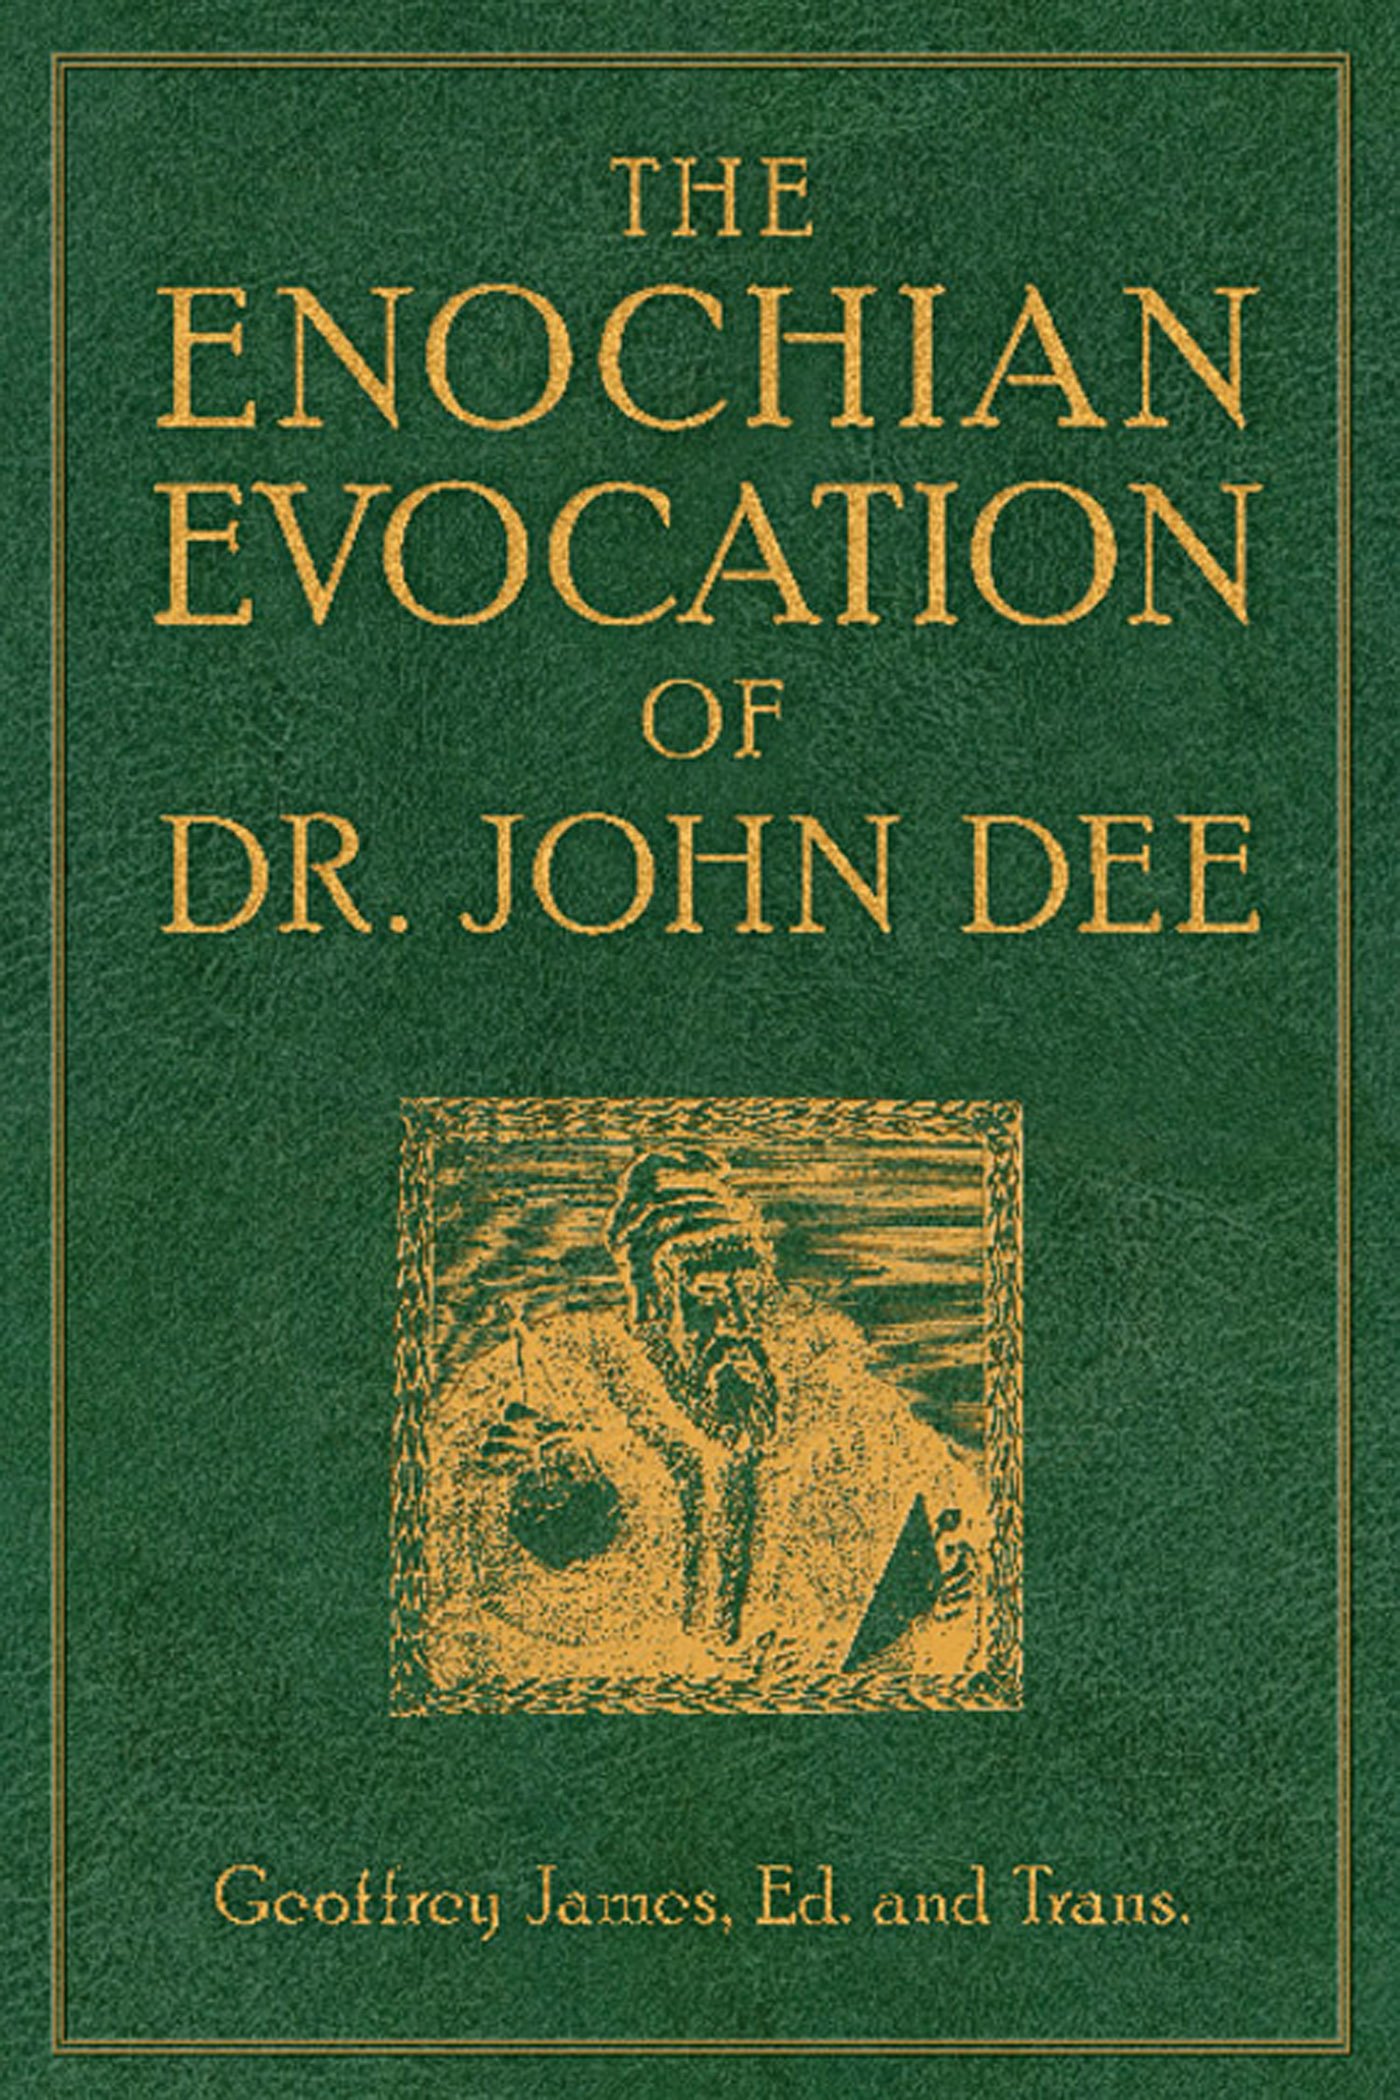 THE
ENOCHIAN
EVOCATION
OF
DR. JOHN DEE
Geoffrey James, Ed. and Trans.